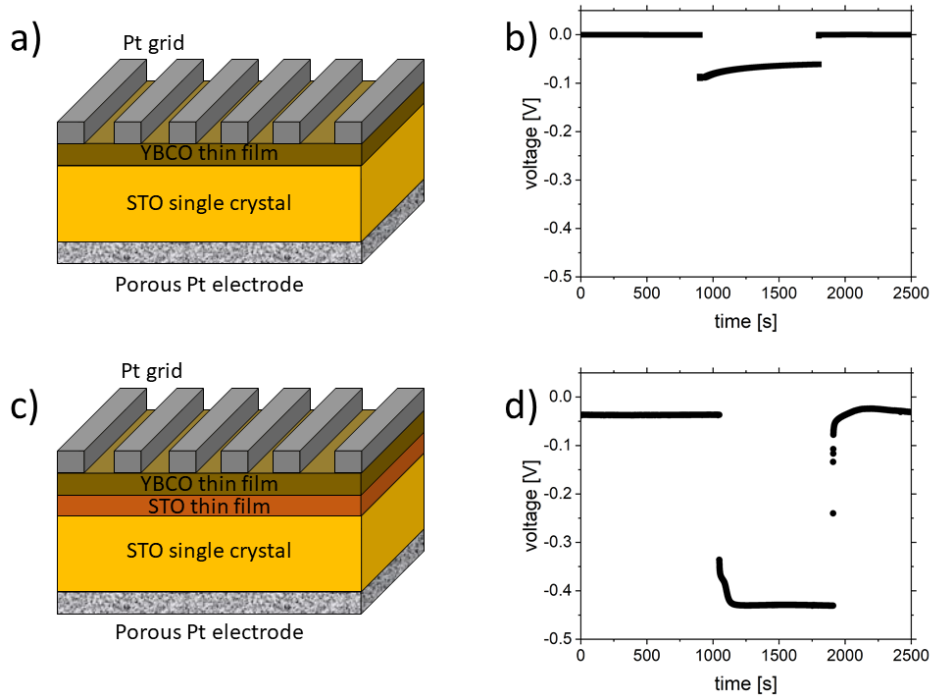 a)
Pt grid
YBCO thin film
STO single crystal
Porous Pt electrode
b)
0.0
-0.1
-0.2
-0.3
-0.4
-0.5
voltage [V]
0 500 1000 1500 2000 2500
time [s]
c)
Pt grid
YBCO thin film
STO thin film
STO single crystal
Porous Pt electrode
d)
0.0
-0.1
-0.2
-0.3
-0.4
-0.5
voltage [V]
0 500 1000 1500 2000 2500
time [s]